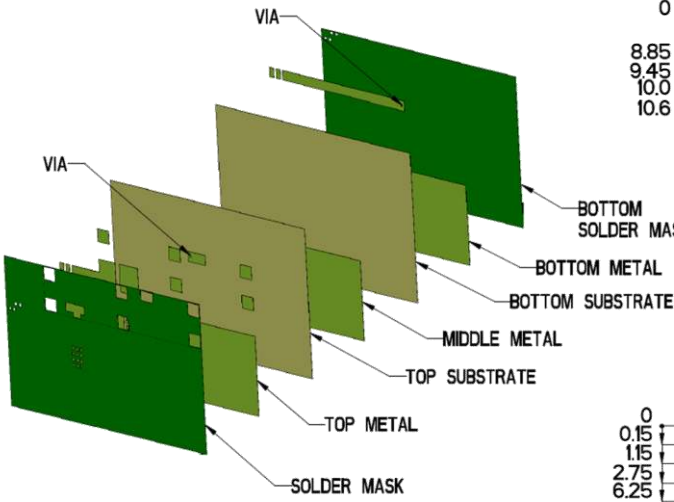 VIA
0
8.85
9.45
10.0
10.6
VIA
BOTTOM
SOLDER MAS
BOTTOM METAL
BOTTOM SUBSTRATE
MIDDLE METAL
TOP SUBSTRATE
TOP METAL
SOLDER MASK
0
0.15
1.15
2.75
6.25